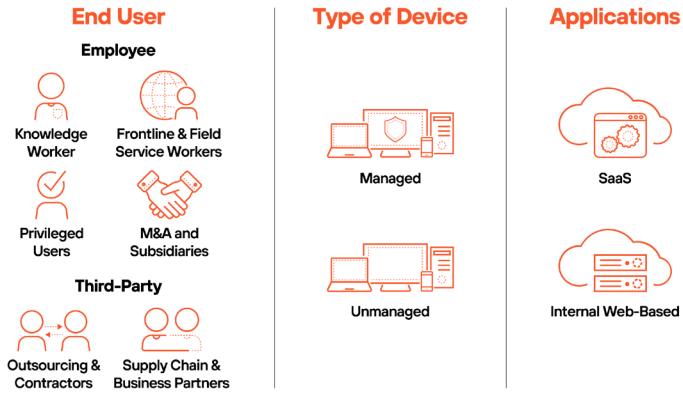 End User
Employee
Knowledge
Worker
Frontline & Field
Service Workers
Privileged
Users
M&A and
Subsidiaries
Third-Party
Outsourcing &
Contractors
Supply Chain &
Business Partners
Type of Device
Managed
Unmanaged
Applications
SaaS
Internal Web-Based